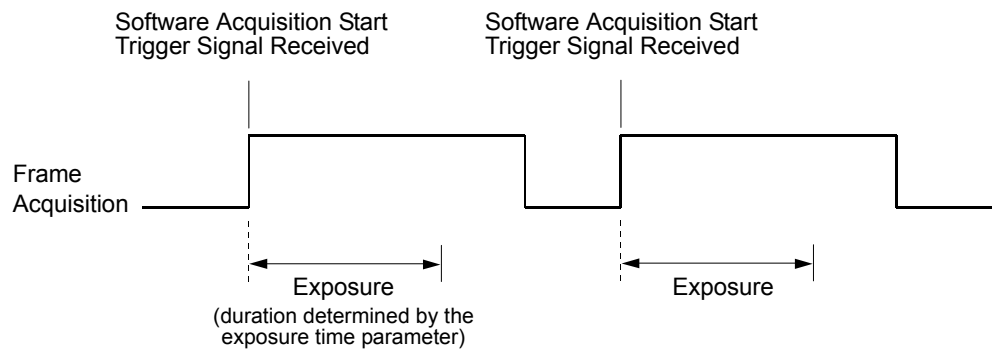 Software Acquisition Start
Trigger Signal Received
Software Acquisition Start
Trigger Signal Received
Frame
Acquisition
Exposure
(duration determined by the
exposure time parameter)
Exposure